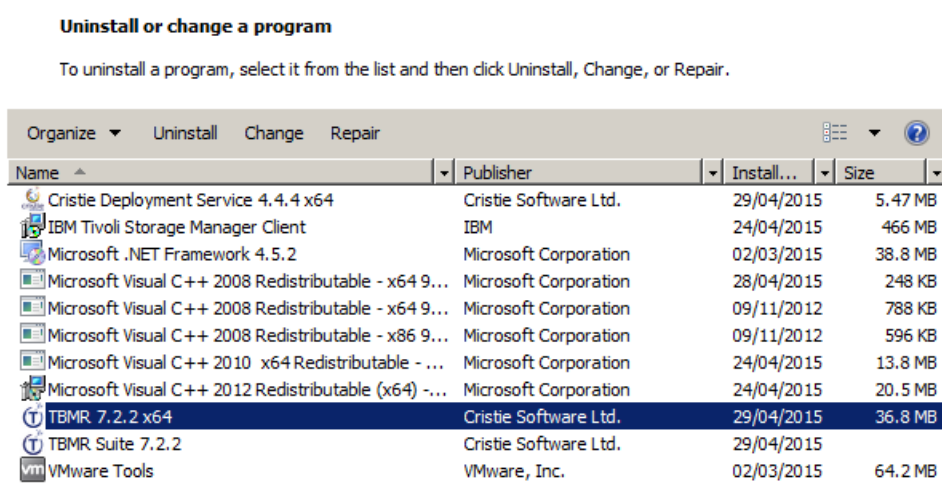 Uninstall or change a program
To uninstall a program, select it from the list and then click Uninstall, Change, or Repair.
Organize Uninstall Change Repair
Name Publisher Install... Size
Cristie Deployment Service 4.4.4 x64 Cristie Software Ltd. 29/04/2015 5.47 MB
IBM Tivoli Storage Manager Client IBM 24/04/2015 466 MB
Microsoft .NET Framework 4.5.2 Microsoft Corporation 02/03/2015 38.8 MB
Microsoft Visual C++ 2008 Redistributable - x64 9... Microsoft Corporation 28/04/2015 248 KB
Microsoft Visual C++ 2008 Redistributable - x64 9... Microsoft Corporation 09/11/2012 788 KB
Microsoft Visual C++ 2008 Redistributable - x86 9... Microsoft Corporation 09/11/2012 596 KB
Microsoft Visual C++ 2010 x64 Redistributable - ... Microsoft Corporation 24/04/2015 13.8 MB
Microsoft Visual C++ 2012 Redistributable (x64) -... Microsoft Corporation 24/04/2015 20.5 MB
TBMR 7.2.2 x64 Cristie Software Ltd. 29/04/2015 36.8 MB
TBMR Suite 7.2.2 Cristie Software Ltd. 29/04/2015
vm VMware Tools VMware, Inc. 02/03/2015 64.2 MB